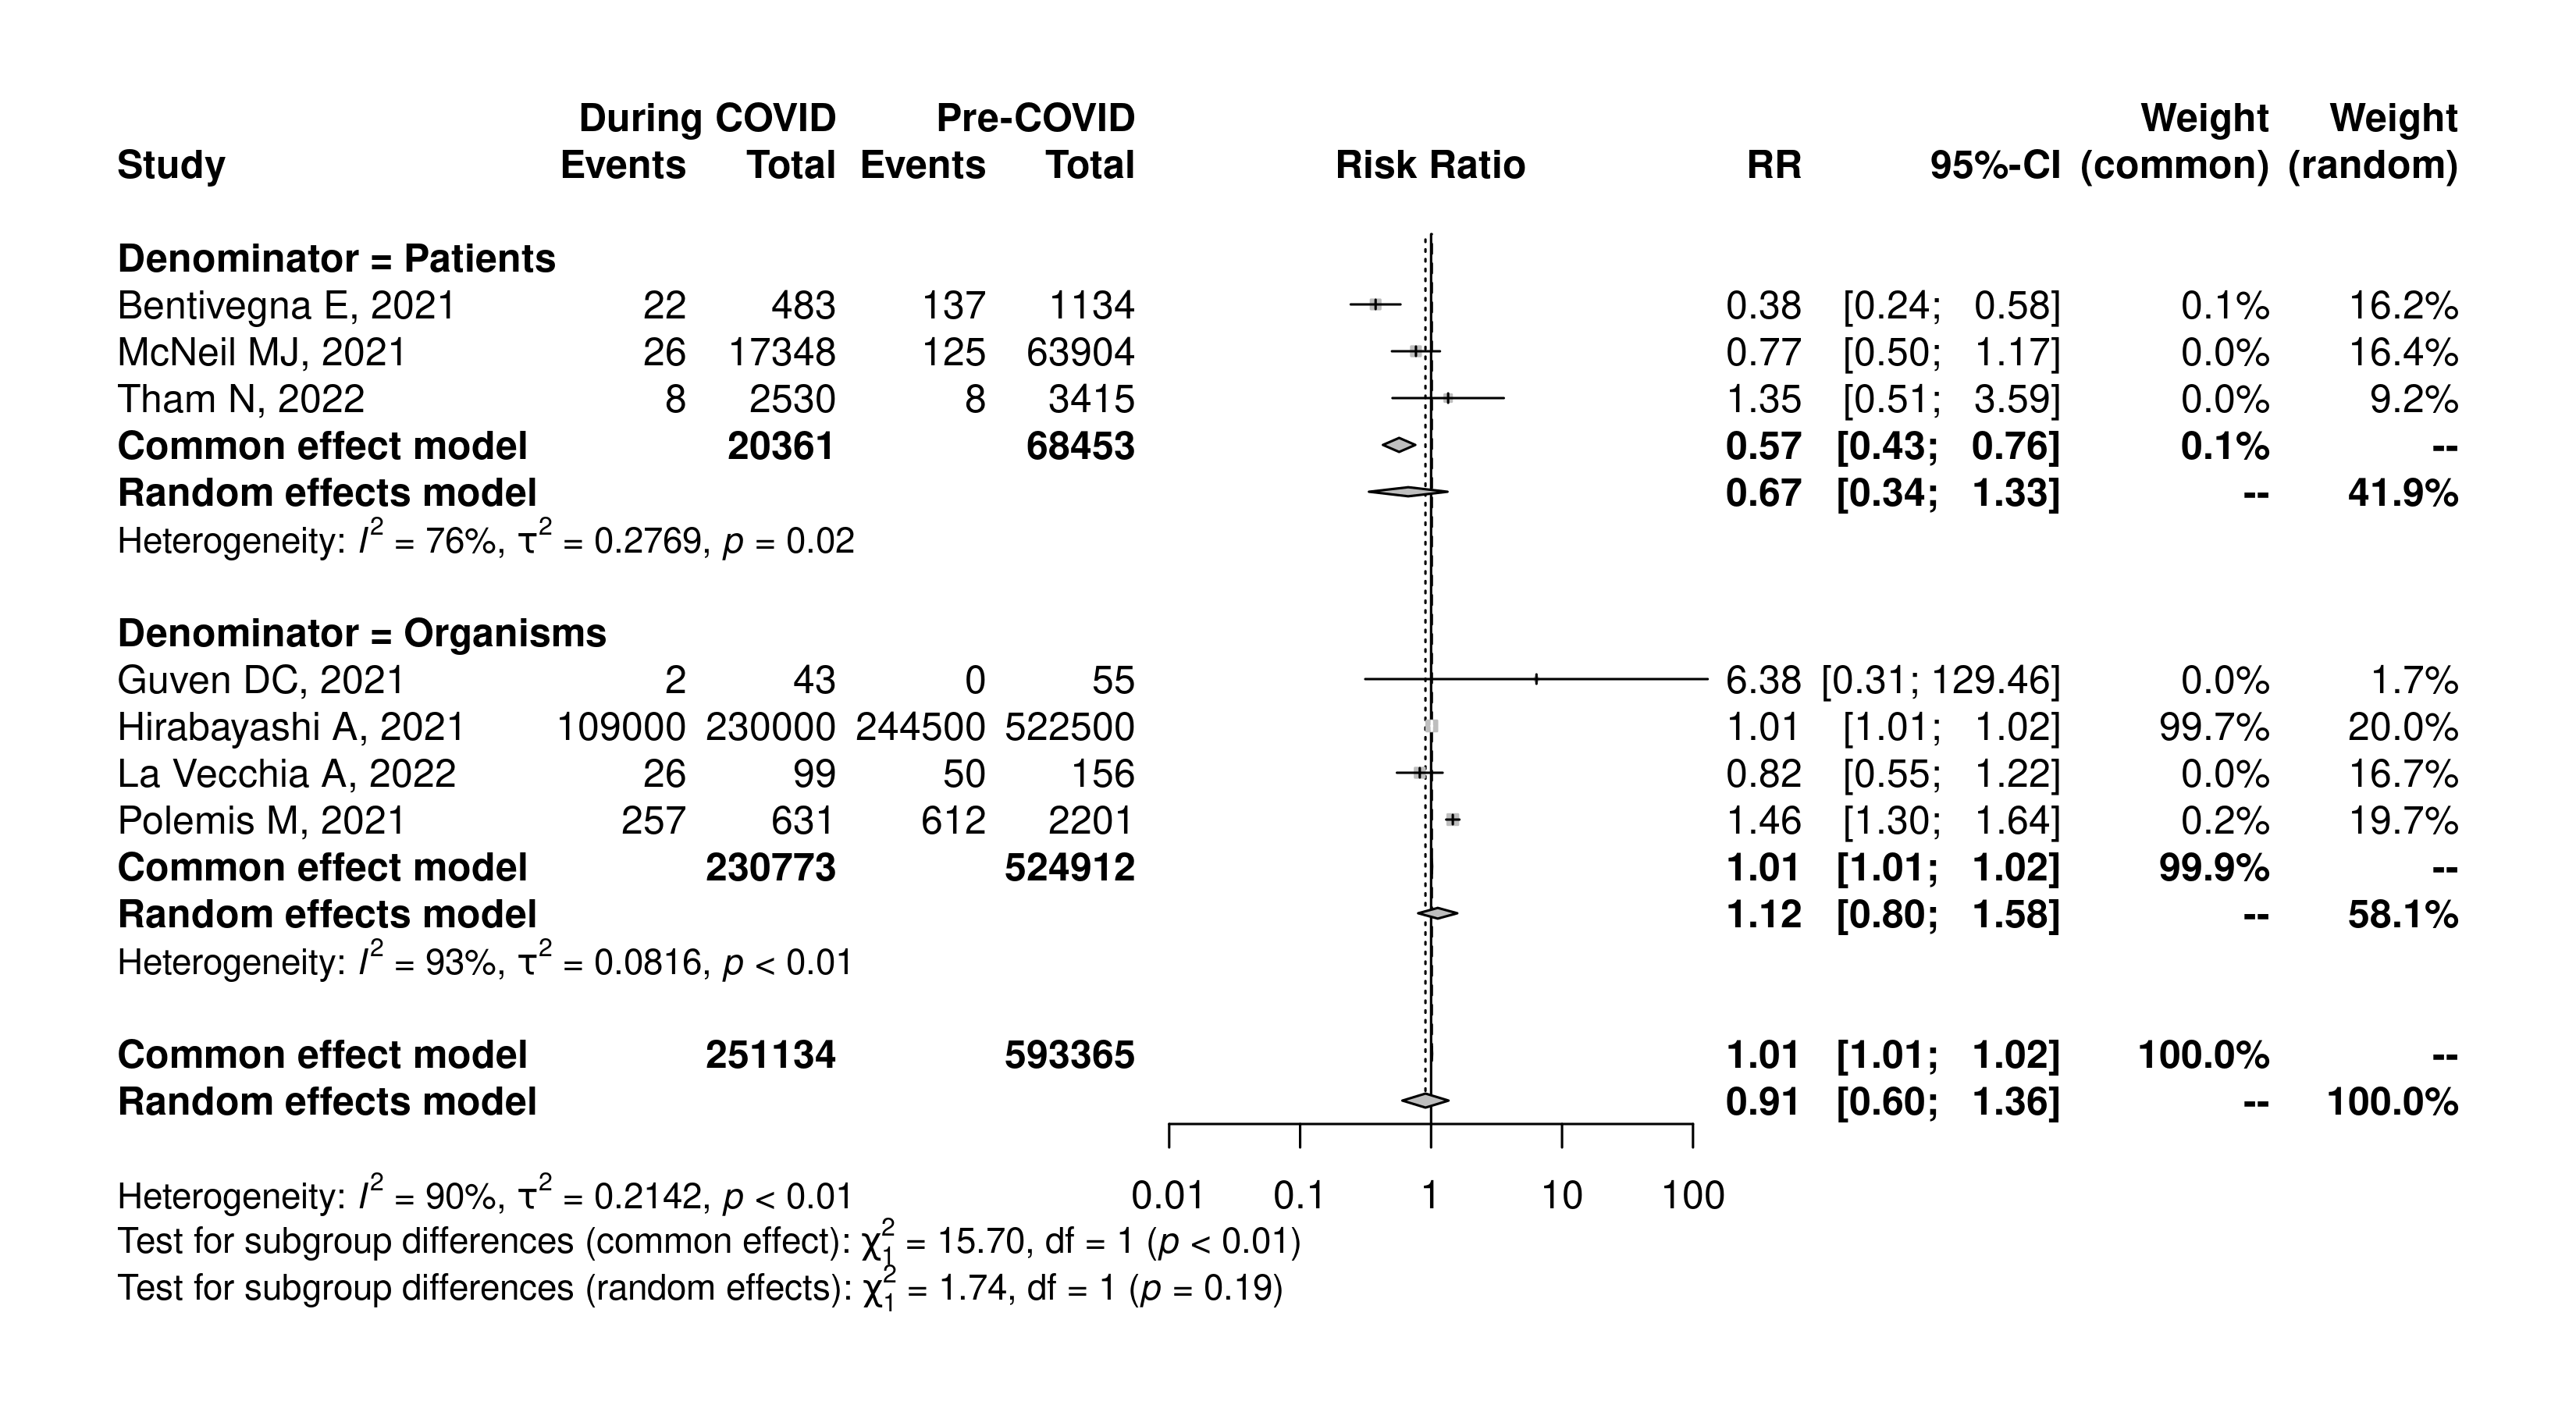 During COVID Pre-COVID Weight Weight
Study Events Total Events Total Risk Ratio RR 95%-CI (common) (random)
Denominator = Patients
Bentivegna E, 2021 22 483 137 1134 0.38 [0.24; 0.58] 0.1% 16.2%
McNeil MJ, 2021 26 17348 125 63904 0.77 [0.50; 1.17] 0.0% 16.4%
Tham N, 2022 8 2530 8 3415 1.35 [0.51; 3.59] 0.0% 9.2%
Common effect model 20361 68453 0.57 [0.43; 0.76] 0.1% --
Random effects model 0.67 [0.34; 1.33] -- 41.9%
Heterogeneity: I² = 76%, τ² = 0.2769, p = 0.02
Denominator = Organisms
Guven DC, 2021 2 43 0 55 6.38 [0.31; 129.46] 0.0% 1.7%
Hirabayashi A, 2021 109000 230000 244500 522500 1.01 [1.01; 1.02] 99.7% 20.0%
La Vecchia A, 2022 26 99 50 156 0.82 [0.55; 1.22] 0.0% 16.7%
Polemis M, 2021 257 631 612 2201 1.46 [1.30; 1.64] 0.2% 19.7%
Common effect model 230773 524912 1.01 [1.01; 1.02] 99.9% --
Random effects model 1.12 [0.80; 1.58] -- 58.1%
Heterogeneity: I² = 93%, τ² = 0.0816, p < 0.01
Common effect model 251134 593365 1.01 [1.01; 1.02] 100.0% --
Random effects model 0.91 [0.60; 1.36] -- 100.0%
Heterogeneity: I² = 90%, τ² = 0.2142, p < 0.01 0.01 0.1 1 10 100
Test for subgroup differences (common effect): χ²₁ = 15.70, df = 1 (p < 0.01)
Test for subgroup differences (random effects): χ²₁ = 1.74, df = 1 (p = 0.19)